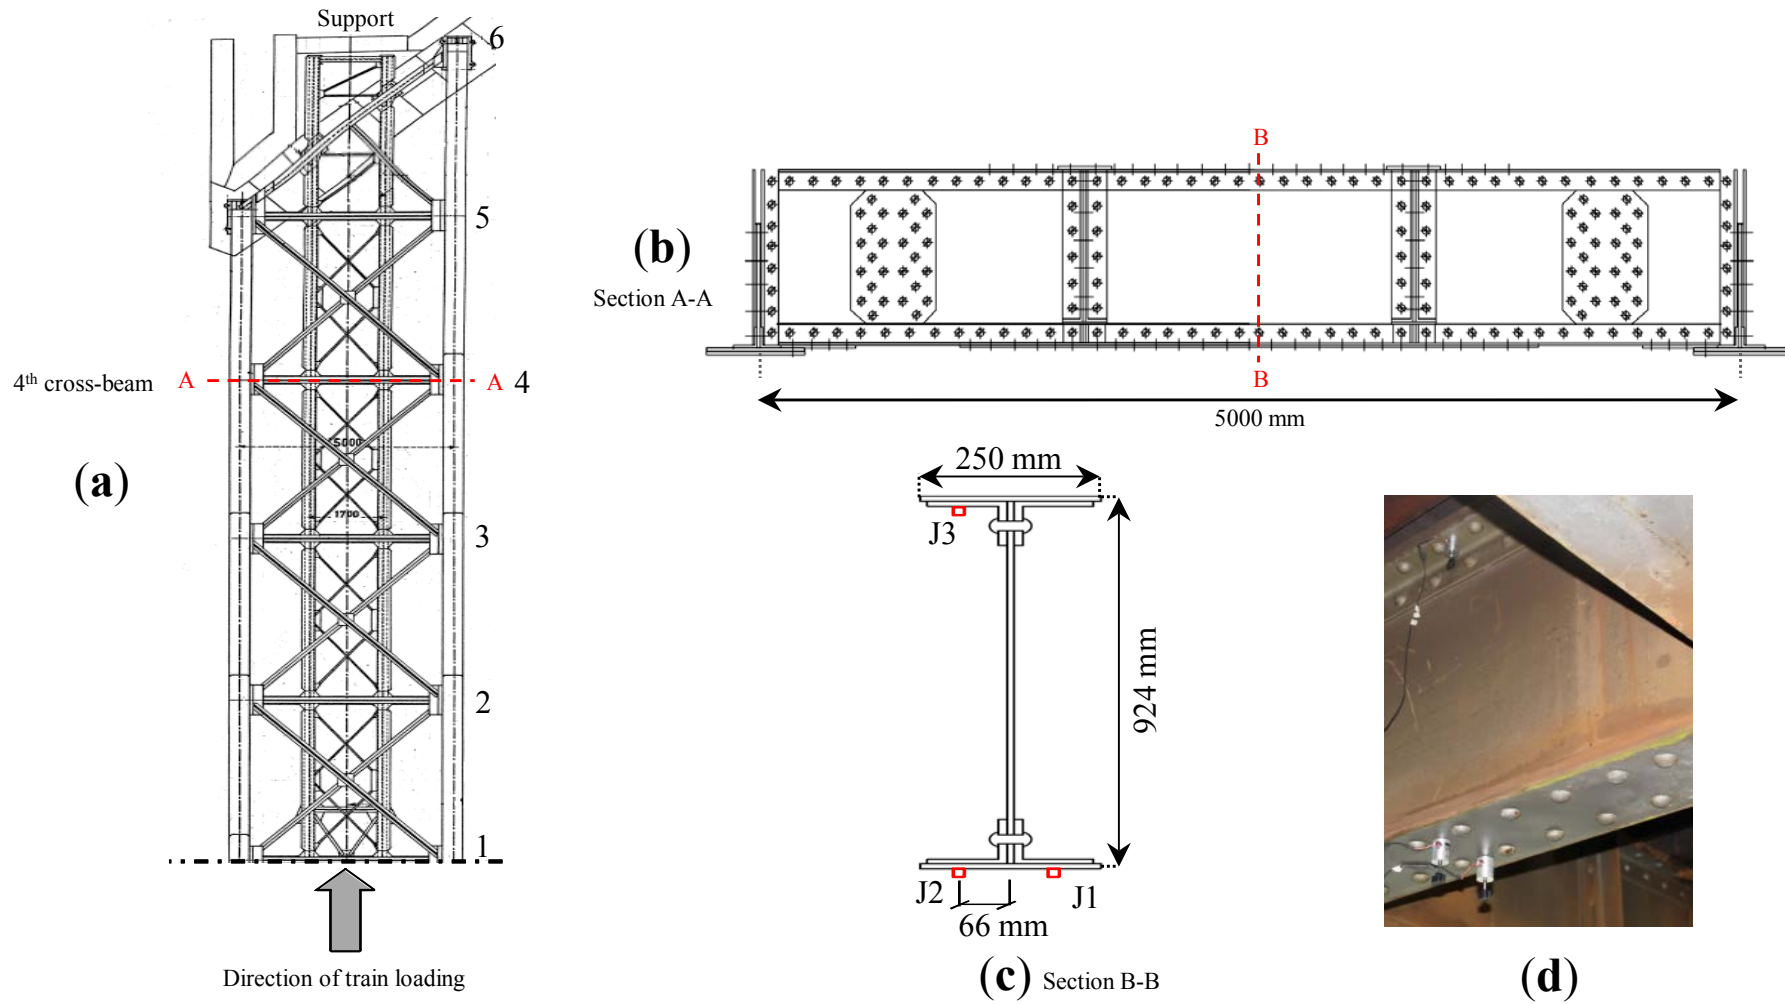 Support
6
5
4th cross-beam
A
A
4
5000
(a)
1700
3
2
1
Direction of train loading
B
(b)
Section A-A
B
5000 mm
250 mm
J3
924 mm
J2
J1
66 mm
(c) Section B-B
(d)